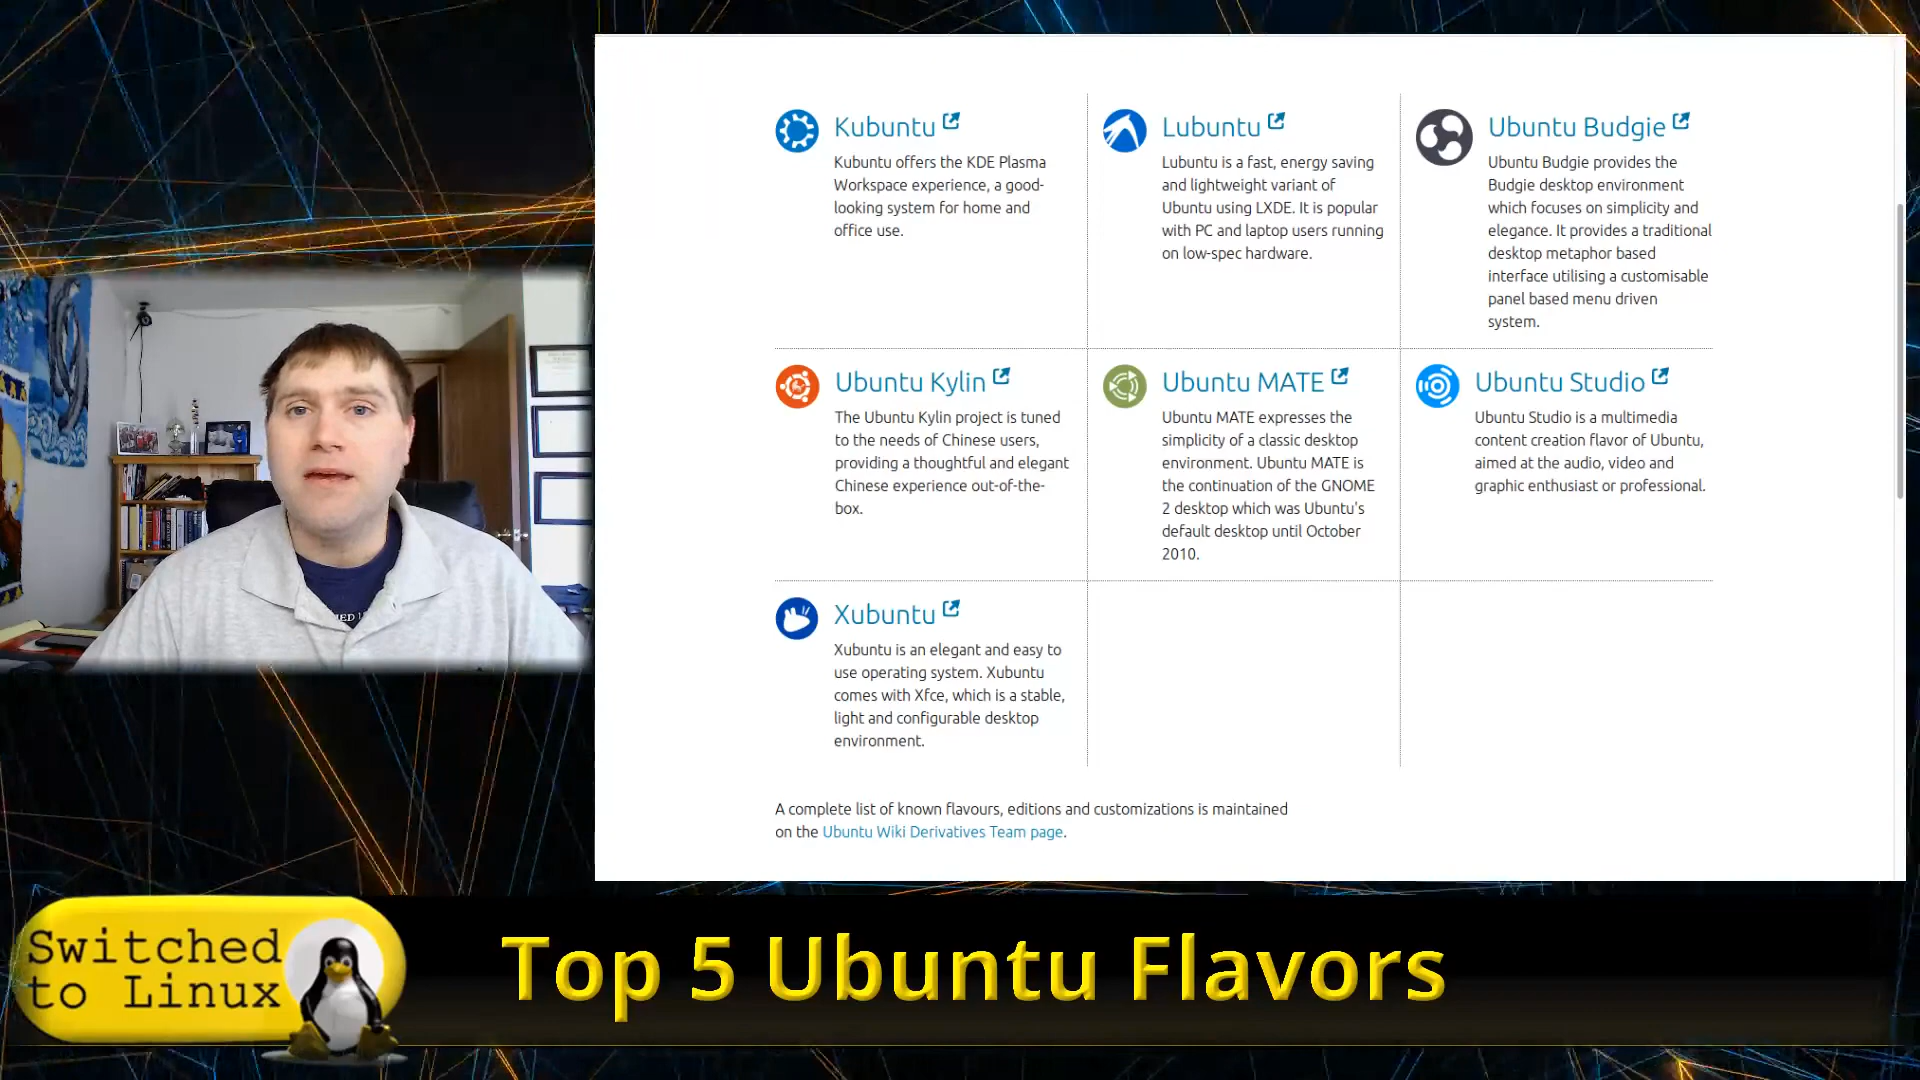 Kubuntu
Kubuntu offers the KDE Plasma
Workspace experience, a good-
looking system for home and
office use.
Lubuntu
Lubuntu is a fast, energy saving
and lightweight variant of
Ubuntu using LXDE. It is popular
with PC and laptop users running
on low-spec hardware.
Ubuntu Budgie
Ubuntu Budgie provides the
Budgie desktop environment
which focuses on simplicity and
elegance. It provides a traditional
desktop metaphor based
interface utilising a customisable
panel based menu driven
system.
Ubuntu Kylin
The Ubuntu Kylin project is tuned
to the needs of Chinese users,
providing a thoughtful and elegant
Chinese experience out-of-the-
box.
Ubuntu MATE
Ubuntu MATE expresses the
simplicity of a classic desktop
environment. Ubuntu MATE is
the continuation of the GNOME
2 desktop which was Ubuntu's
default desktop until October
2010.
Ubuntu Studio
Ubuntu Studio is a multimedia
content creation flavor of Ubuntu,
aimed at the audio, video and
graphic enthusiast or professional.
Xubuntu
Xubuntu is an elegant and easy to
use operating system. Xubuntu
comes with Xfce, which is a stable,
light and configurable desktop
environment.
A complete list of known flavours, editions and customizations is maintained
on the Ubuntu Wiki Derivatives Team page.
Switched
to Linux
Top 5 Ubuntu Flavors